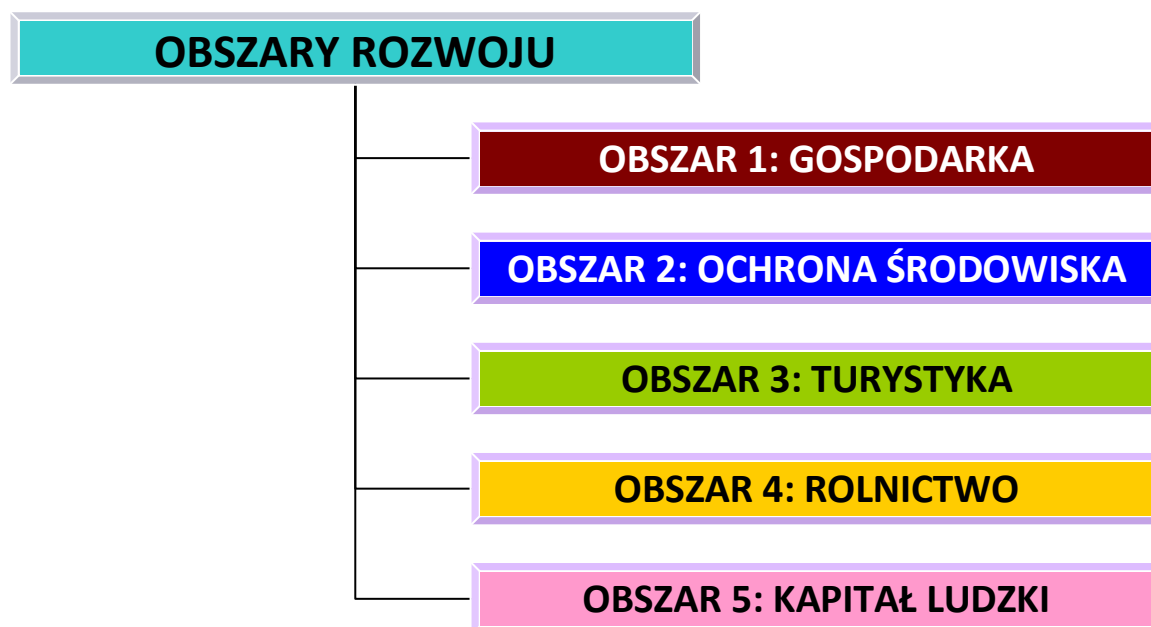 OBSZARY ROZWOJU
OBSZAR 1: GOSPODARKA
OBSZAR 2: OCHRONA ŚRODOWISKA
OBSZAR 3: TURYSTYKA
OBSZAR 4: ROLNICTWO
OBSZAR 5: KAPITAŁ LUDZKI